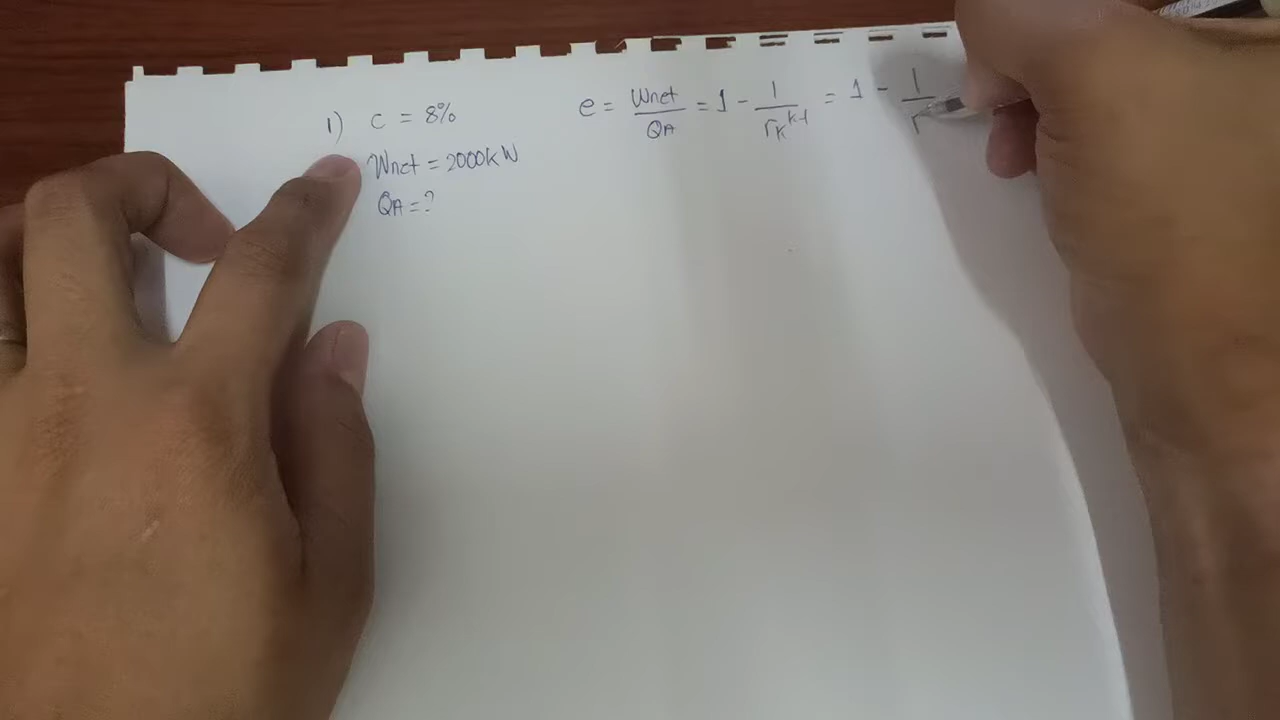 1) c = 8%
Wnet = 2000kW
QA = ?
e = Wnet/QA = 1 - 1/rk^k-1 = 1 - 1/r